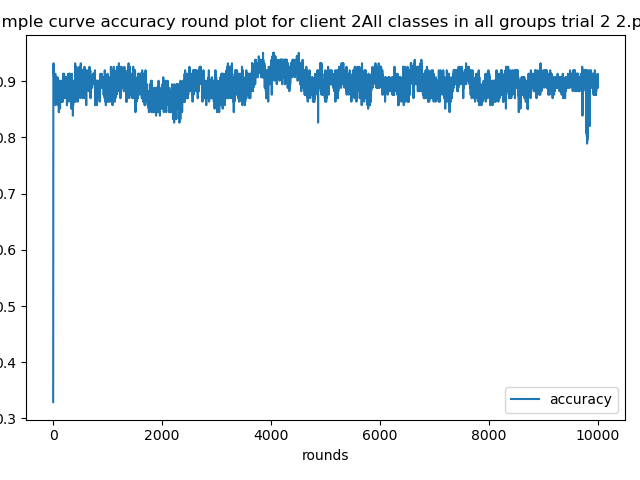 mple curve accuracy round plot for client 2All classes in all groups trial 2 2.p
0.9
0.8
0.7
0.6
0.5
0.4
0.3
accuracy
0 2000 4000 6000 8000 10000
rounds